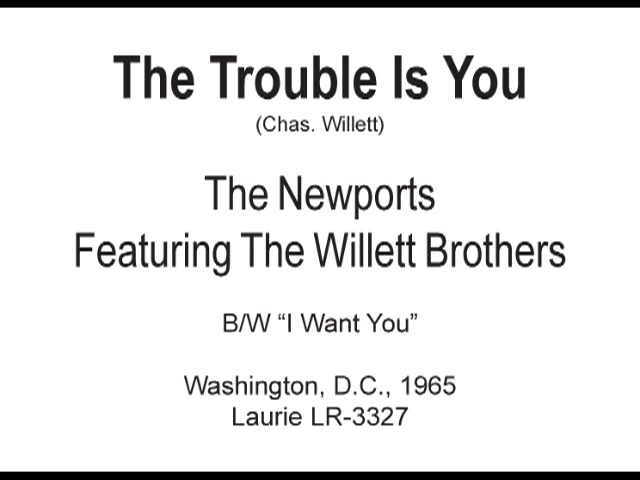 The Trouble Is You
(Chas. Willett)
The Newports
Featuring The Willett Brothers
B/W “I Want You”
Washington, D.C., 1965
Laurie LR-3327